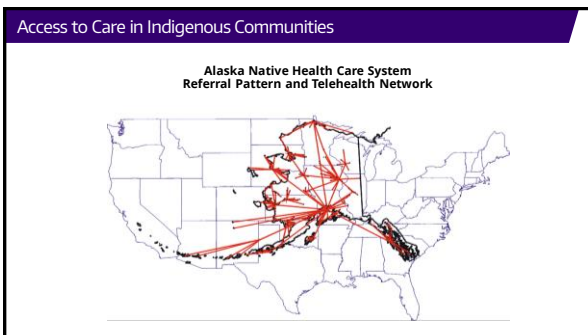 Access to Care in Indigenous Communities
Alaska Native Health Care System
Referral Pattern and Telehealth Network